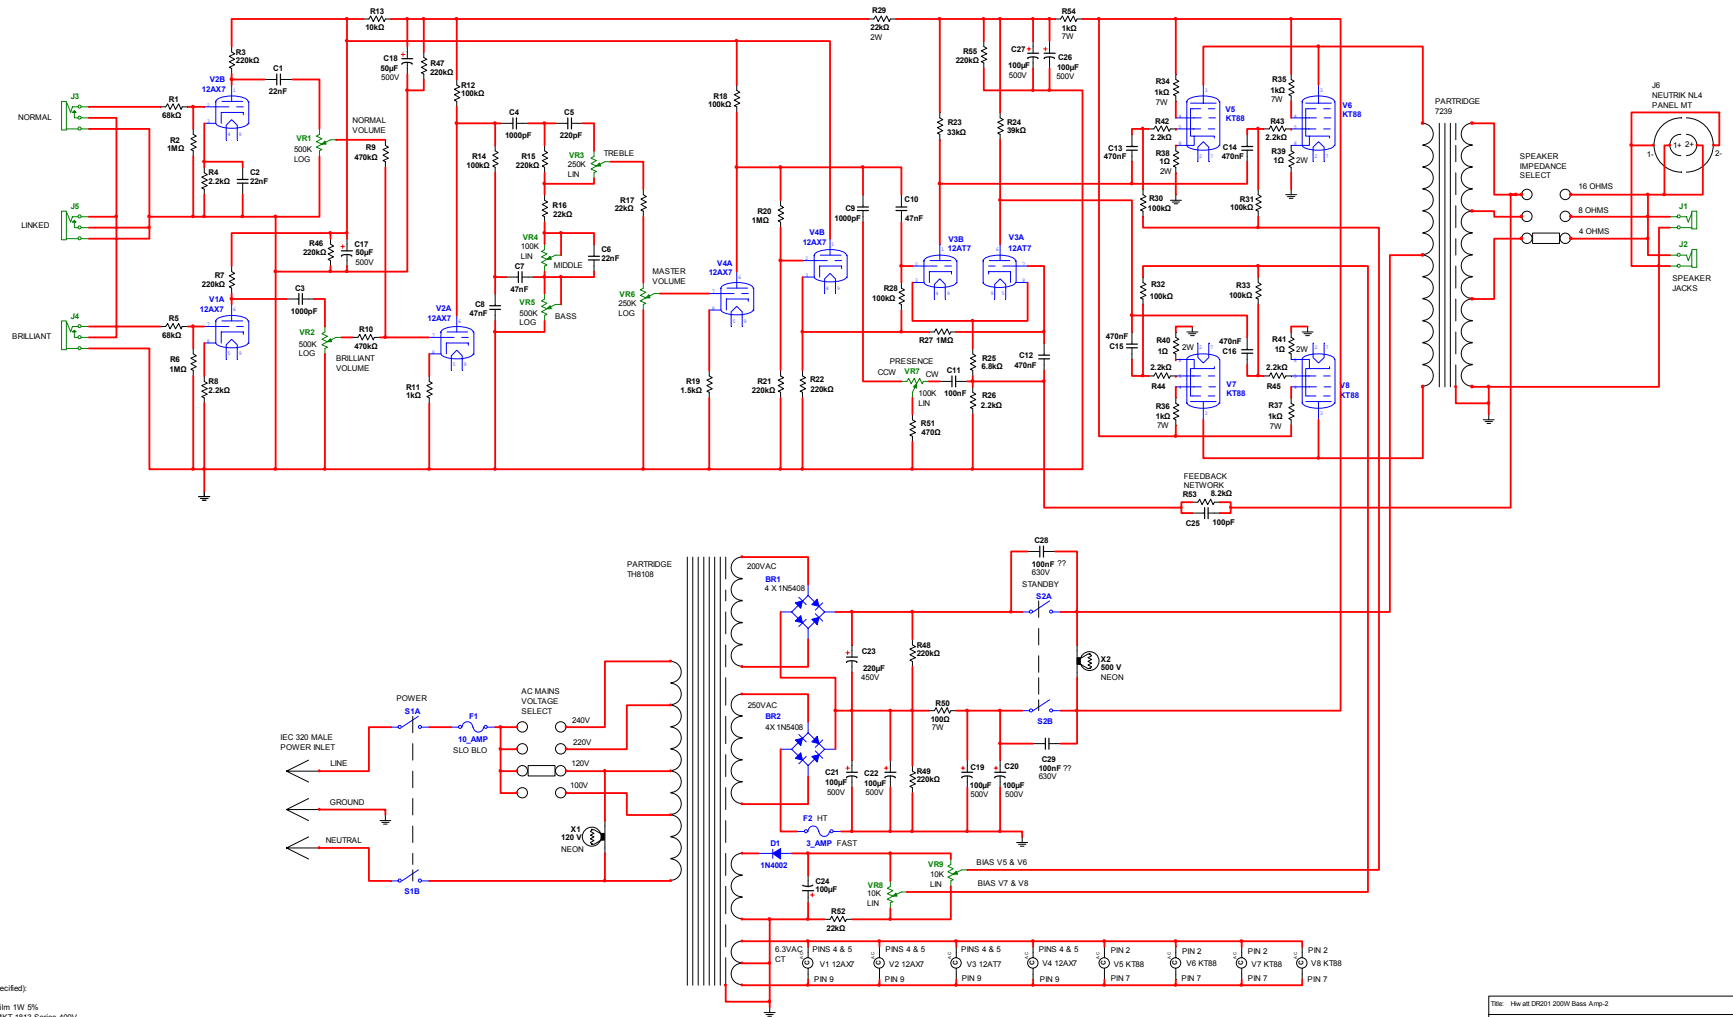 R13
10kΩ
R29
22kΩ
2W
R54
1kΩ
7W
R3
220kΩ
C1
22nF
V2B
12AX7
J3
NORMAL
R1
68kΩ
R2
1MΩ
R4
2.2kΩ
C2
22nF
VR1
500K
LOG
NORMAL
VOLUME
R9
470kΩ
C18
50µF
500V
R47
220kΩ
R12
100kΩ
J5
LINKED
R46
220kΩ
C17
50µF
500V
R7
220kΩ
C3
1000pF
V1A
12AX7
J4
BRILLIANT
R5
68kΩ
R6
1MΩ
R8
2.2kΩ
VR2
500K
LOG
R10
470kΩ
BRILLIANT
VOLUME
V2A
12AX7
R11
1kΩ
C4
1000pF
C5
220pF
R14
100kΩ
R15
220kΩ
VR3
250K
LIN
TREBLE
R16
22kΩ
R17
22kΩ
VR4
100K
LIN
MIDDLE
C6
22nF
C7
47nF
C8
47nF
VR5
500K
LOG
BASS
VR6
250K
LOG
MASTER
VOLUME
R18
100kΩ
V4A
12AX7
R19
1.5kΩ
R20
1MΩ
V4B
12AX7
R21
220kΩ
R22
220kΩ
C9
1000pF
C10
47nF
R28
100kΩ
V3B
12AT7
V3A
12AT7
R23
33kΩ
R24
39kΩ
R55
220kΩ
C27
100µF
500V
C26
100µF
500V
R27 1MΩ
R25
6.8kΩ
R26
2.2kΩ
C12
470nF
PRESENCE
CCW
VR7
CW
100K
LIN
C11
100nF
R51
470Ω
R34
1kΩ
7W
R35
1kΩ
7W
V5
KT88
V6
KT88
R42
2.2kΩ
R43
2.2kΩ
C13
470nF
C14
470nF
R38
1Ω
2W
R39
1Ω
2W
R30
100kΩ
R31
100kΩ
R32
100kΩ
R33
100kΩ
470nF
C15
470nF
C16
R40
1Ω
2W
R41
1Ω
2W
2.2kΩ
R44
2.2kΩ
R45
V7
KT88
V8
KT88
R36
1kΩ
7W
R37
1kΩ
7W
FEEDBACK
NETWORK
R53
8.2kΩ
C25
100pF
PARTRIDGE
7239
SPEAKER
IMPEDANCE
SELECT
16 OHMS
8 OHMS
4 OHMS
J6
NEUTRIK NL4
PANEL MT
1+ 2+
1-
2-
J1
J2
SPEAKER
JACKS
PARTRIDGE
TH8108
200VAC
BR1
4 X 1N5408
250VAC
BR2
4X 1N5408
C23
220µF
450V
R48
220kΩ
R50
100Ω
7W
R49
220kΩ
C21
100µF
500V
C22
100µF
500V
C19
100µF
500V
C20
100µF
500V
C28
100nF ??
630V
STANDBY
S2A
S2B
C29
100nF ??
630V
X2
500 V
NEON
F2 HT
3_AMP FAST
D1
1N4002
C24
100µF
R52
22kΩ
VR8
10K
LIN
VR9
10K
LIN
BIAS V5 & V6
BIAS V7 & V8
IEC 320 MALE
POWER INLET
LINE
GROUND
NEUTRAL
POWER
S1A
S1B
F1
10_AMP
SLO BLO
AC MAINS
VOLTAGE
SELECT
240V
220V
120V
100V
X1
120 V
NEON
6.3VAC
CT
PINS 4 & 5
V1 12AX7
PIN 9
PINS 4 & 5
V2 12AX7
PIN 9
PINS 4 & 5
V3 12AT7
PIN 9
PINS 4 & 5
V4 12AX7
PIN 9
PIN 2
V5 KT88
PIN 7
PIN 2
V6 KT88
PIN 7
PIN 2
V7 KT88
PIN 7
PIN 2
V8 KT88
PIN 7
ecified):
ilm 1W 5%
Title: Hiwatt DR201 200W Bass Amp-2